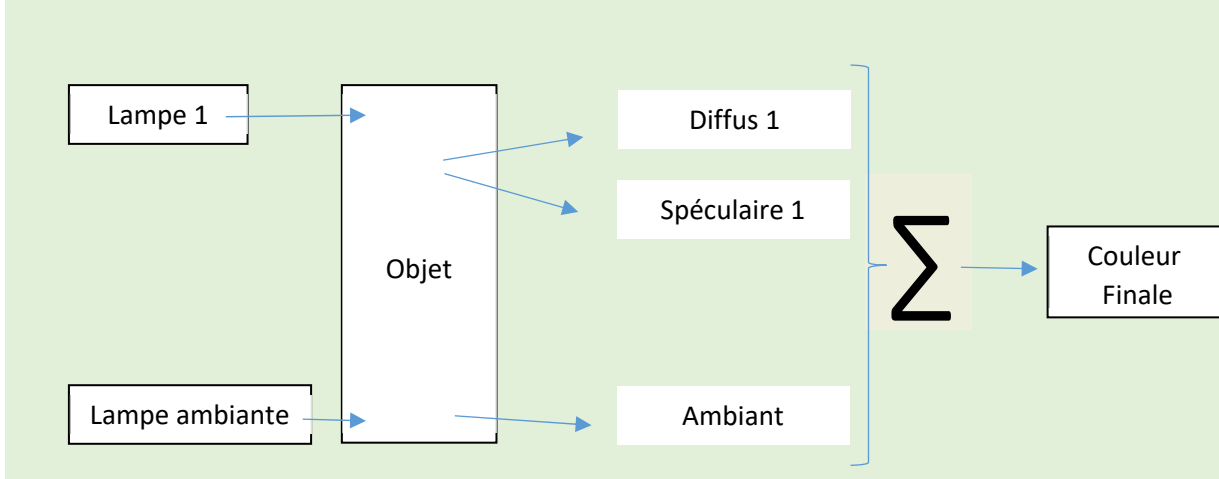 Lampe 1
Diffus 1
Spéculaire 1
Objet
∑
Couleur
Finale
Lampe ambiante
Ambiant